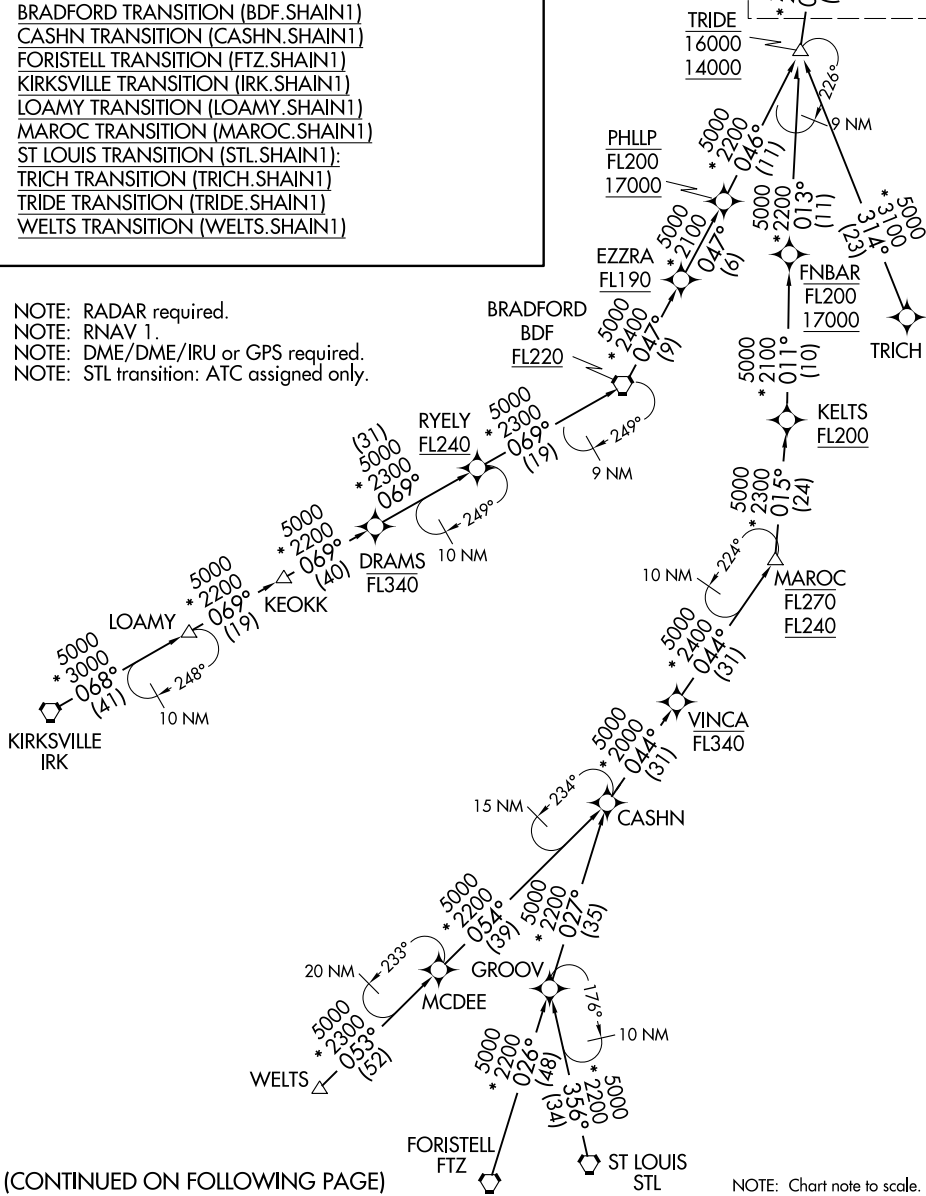 BRADFORD TRANSITION (BDF.SHAIN1)
CASHN TRANSITION (CASHN.SHAIN1)
FORISTELL TRANSITION (FTZ.SHAIN1)
KIRKSVILLE TRANSITION (IRK.SHAIN1)
LOAMY TRANSITION (LOAMY.SHAIN1)
MAROC TRANSITION (MAROC.SHAIN1)
ST LOUIS TRANSITION (STL.SHAIN1):
TRICH TRANSITION (TRICH.SHAIN1)
TRIDE TRANSITION (TRIDE.SHAIN1)
WELTS TRANSITION (WELTS.SHAIN1)
NOTE: RADAR required.
NOTE: RNAV 1.
NOTE: DME/DME/IRU or GPS required.
NOTE: STL transition: ATC assigned only.
TRIDE
16000
14000
226°
9 NM
5000
* 2200
046°
(11)
PHLLP
FL200
17000
5000
* 2200
013°
(11)
5000
* 3100
314°
(23)
TRICH
5000
* 2100
047°
(6)
EZZRA
FL190
FNBAR
FL200
17000
BRADFORD
BDF
FL220
5000
* 2400
047°
(9)
249°
9 NM
5000
* 2100
011°
(10)
KELTS
FL200
RYELY
FL240
5000
* 2300
069°
(19)
249°
10 NM
(31)
5000
* 2300
069°
DRAMS
FL340
5000
* 2300
015°
(24)
5000
* 2200
069°
(40)
KEOKK
224°
10 NM
MAROC
FL270
FL240
LOAMY
5000
* 2200
069°
(19)
248°
10 NM
5000
* 3000
068°
(41)
KIRKSVILLE
IRK
5000
* 2400
044°
(31)
VINCA
FL340
5000
* 2000
044°
(31)
234°
15 NM
CASHN
5000
* 2200
054°
(39)
5000
* 2200
027°
(35)
233°
20 NM
MCDEE
GROOV
176°
10 NM
5000
* 2300
053°
(52)
WELTS
5000
* 2200
026°
(48)
5000
* 2200
356°
(34)
FORISTELL
FTZ
ST LOUIS
STL
(CONTINUED ON FOLLOWING PAGE)
NOTE: Chart note to scale.